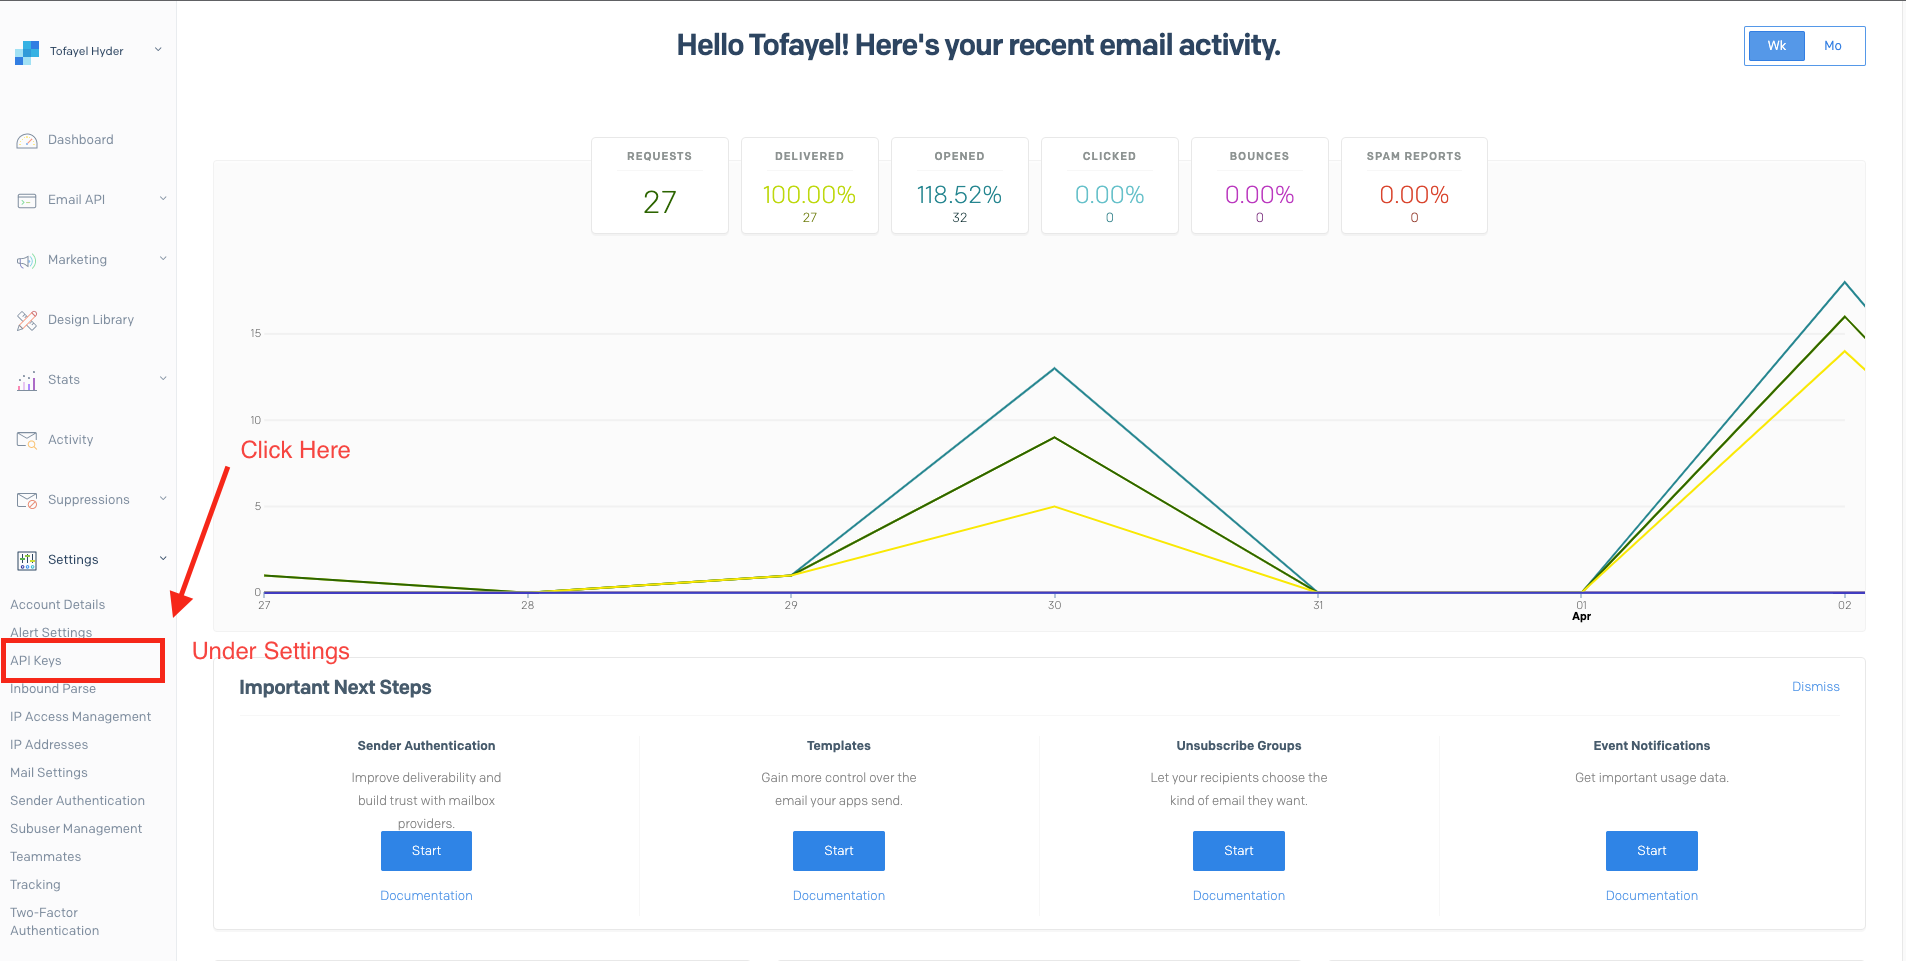 Tofayel Hyder
Dashboard
Email API
Marketing
Design Library
Stats
Activity
Suppressions
Settings
Account Details
Alert Settings
API Keys
Inbound Parse
IP Access Management
IP Addresses
Mail Settings
Sender Authentication
Subuser Management
Teammates
Tracking
Two-Factor
Authentication
Click Here
Under Settings
Hello Tofayel! Here's your recent email activity.
Wk Mo
REQUESTS
27
DELIVERED
100.00%
27
OPENED
118.52%
32
CLICKED
0.00%
0
BOUNCES
0.00%
0
SPAM REPORTS
0.00%
0
15
10
5
0
27 28 29 30 31 01 02
Apr
Important Next Steps
Dismiss
Sender Authentication
Improve deliverability and
build trust with mailbox
providers.
Start
Documentation
Templates
Gain more control over the
email your apps send.
Start
Documentation
Unsubscribe Groups
Let your recipients choose the
kind of email they want.
Start
Documentation
Event Notifications
Get important usage data.
Start
Documentation